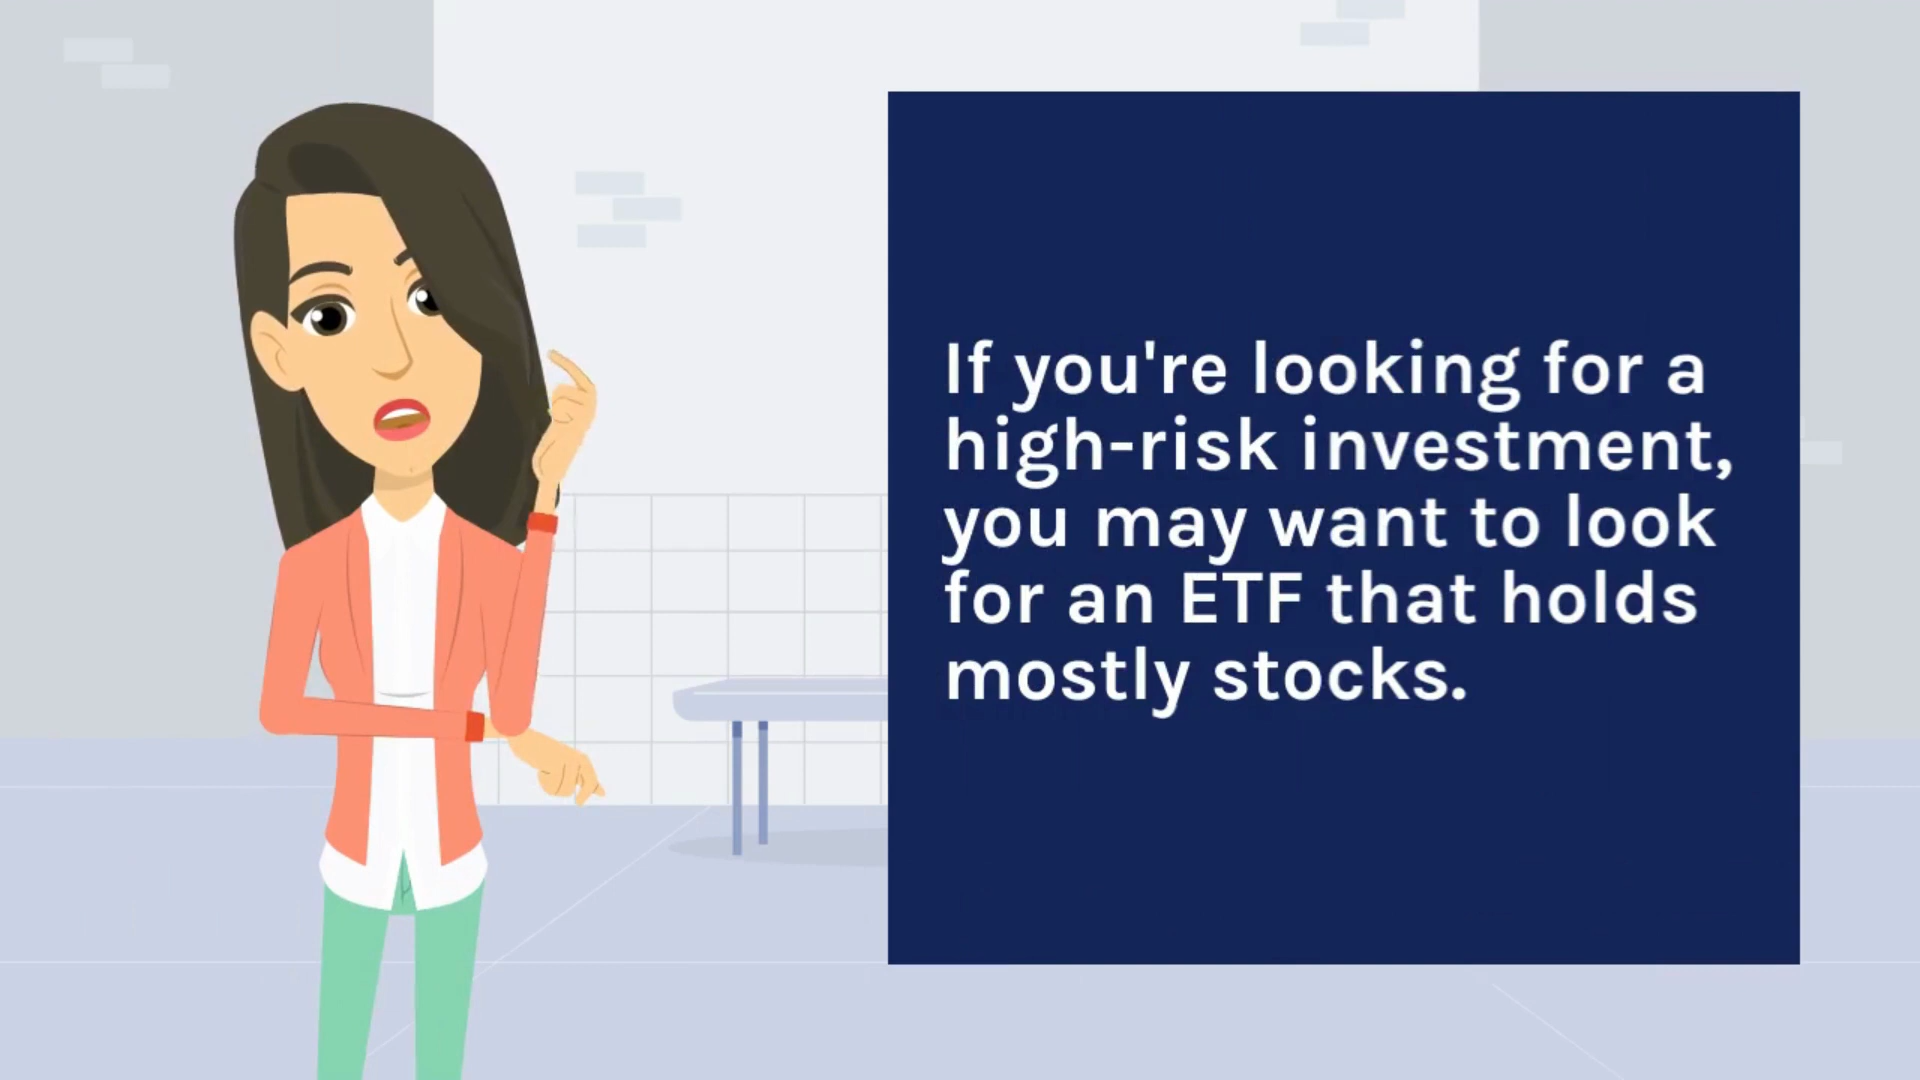 If you're looking for a
high-risk investment,
you may want to look
for an ETF that holds
mostly stocks.